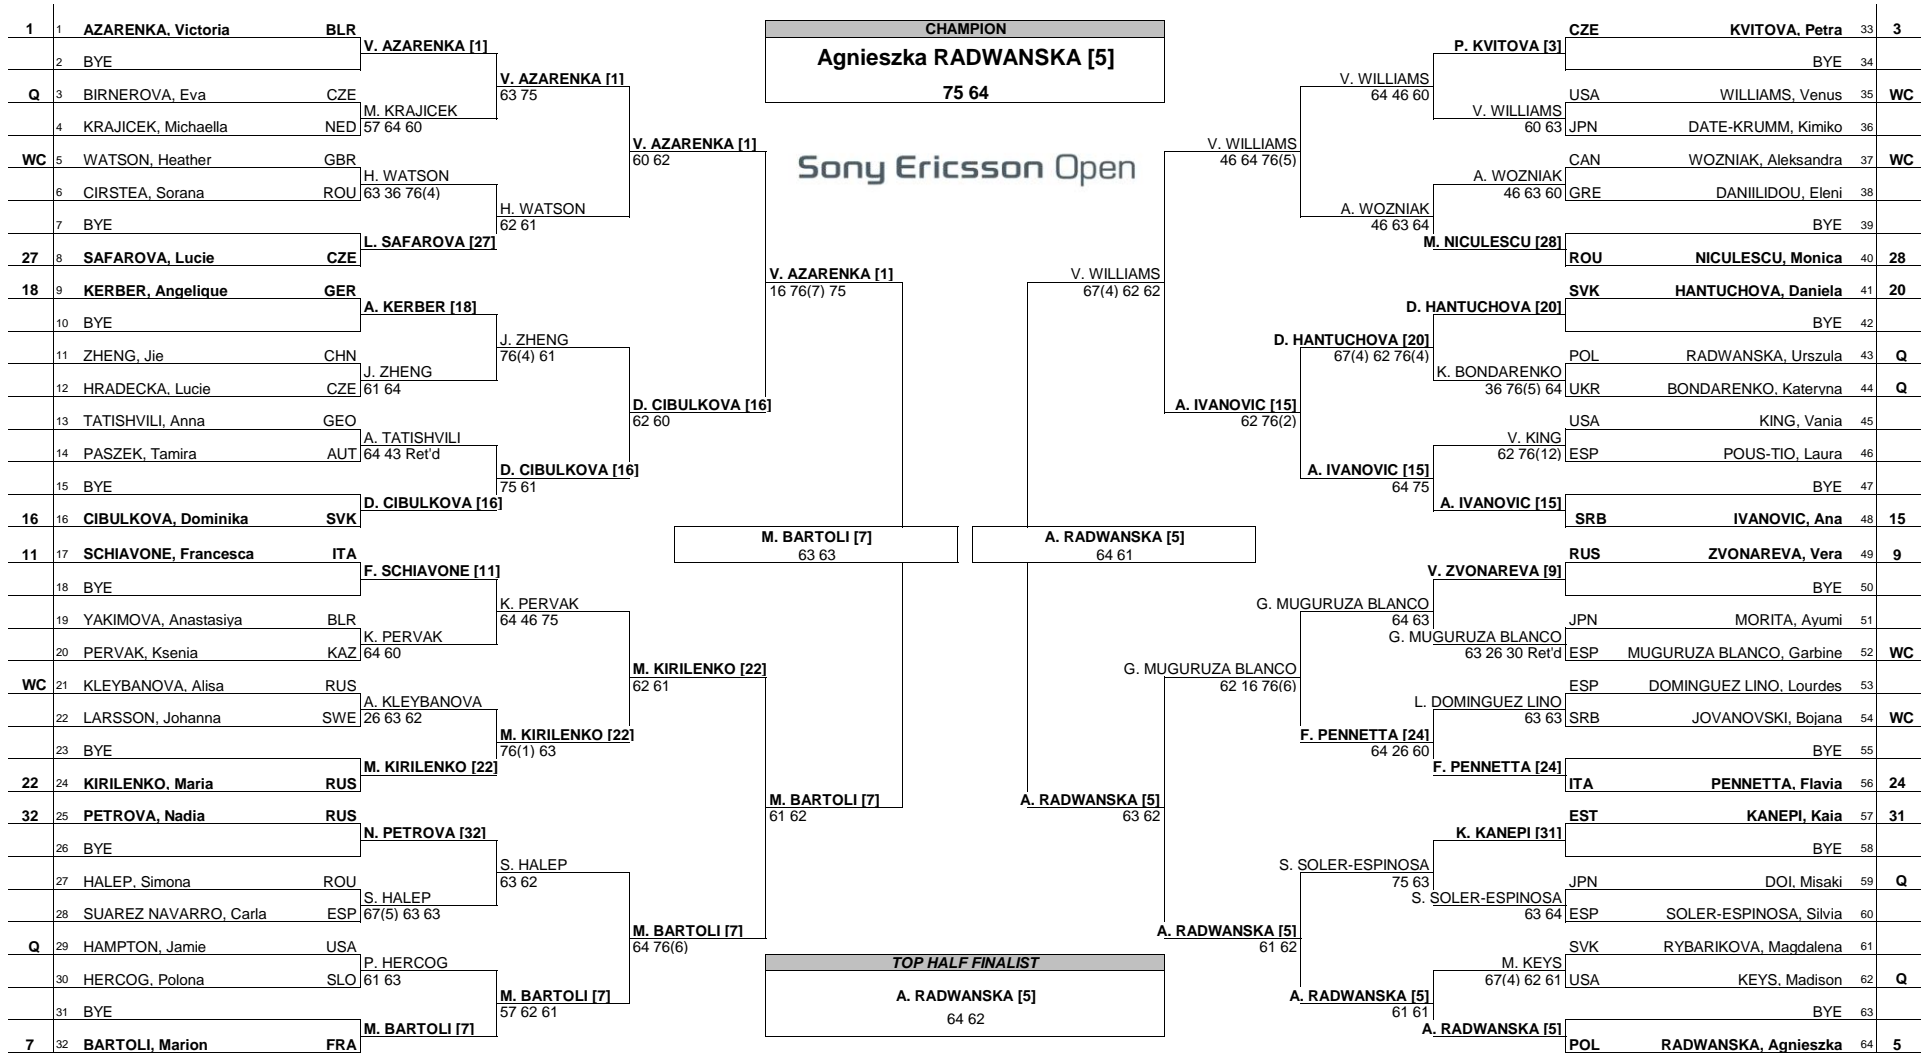 1 1 AZARENKA, Victoria BLR
2 BYE
Q 3 BIRNEROVA, Eva CZE
4 KRAJICEK, Michaella NED
WC 5 WATSON, Heather GBR
6 CIRSTEA, Sorana ROU
7 BYE
27 8 SAFAROVA, Lucie CZE
18 9 KERBER, Angelique GER
10 BYE
11 ZHENG, Jie CHN
12 HRADECKA, Lucie CZE
13 TATISHVILI, Anna GEO
14 PASZEK, Tamira AUT
15 BYE
16 16 CIBULKOVA, Dominika SVK
11 17 SCHIAVONE, Francesca ITA
18 BYE
19 YAKIMOVA, Anastasiya BLR
20 PERVAK, Ksenia KAZ
WC 21 KLEYBANOVA, Alisa RUS
22 LARSSON, Johanna SWE
23 BYE
22 24 KIRILENKO, Maria RUS
32 25 PETROVA, Nadia RUS
26 BYE
27 HALEP, Simona ROU
28 SUAREZ NAVARRO, Carla ESP
Q 29 HAMPTON, Jamie USA
30 HERCOG, Polona SLO
31 BYE
7 32 BARTOLI, Marion FRA
V. AZARENKA [1]
M. KRAJICEK
57 64 60
H. WATSON
63 36 76(4)
L. SAFAROVA [27]
A. KERBER [18]
J. ZHENG
61 64
A. TATISHVILI
64 43 Ret'd
D. CIBULKOVA [16]
F. SCHIAVONE [11]
K. PERVAK
64 60
A. KLEYBANOVA
26 63 62
M. KIRILENKO [22]
N. PETROVA [32]
S. HALEP
67(5) 63 63
P. HERCOG
61 63
M. BARTOLI [7]
V. AZARENKA [1]
63 75
H. WATSON
62 61
J. ZHENG
76(4) 61
D. CIBULKOVA [16]
75 61
K. PERVAK
64 46 75
M. KIRILENKO [22]
76(1) 63
S. HALEP
63 62
M. BARTOLI [7]
57 62 61
V. AZARENKA [1]
60 62
D. CIBULKOVA [16]
62 60
M. KIRILENKO [22]
62 61
M. BARTOLI [7]
64 76(6)
V. AZARENKA [1]
16 76(7) 75
M. BARTOLI [7]
61 62
M. BARTOLI [7]
63 63
CHAMPION
Agnieszka RADWANSKA [5]
75 64
Sony Ericsson Open
TOP HALF FINALIST
A. RADWANSKA [5]
64 62
A. RADWANSKA [5]
64 61
V. WILLIAMS
67(4) 62 62
A. RADWANSKA [5]
63 62
V. WILLIAMS
46 64 76(5)
A. IVANOVIC [15]
62 76(2)
G. MUGURUZA BLANCO
62 16 76(6)
A. RADWANSKA [5]
61 62
V. WILLIAMS
64 46 60
A. WOZNIAK
46 63 64
D. HANTUCHOVA [20]
67(4) 62 76(4)
A. IVANOVIC [15]
64 75
G. MUGURUZA BLANCO
64 63
F. PENNETTA [24]
64 26 60
S. SOLER-ESPINOSA
75 63
A. RADWANSKA [5]
61 61
P. KVITOVA [3]
V. WILLIAMS
60 63
A. WOZNIAK
46 63 60
M. NICULESCU [28]
D. HANTUCHOVA [20]
K. BONDARENKO
36 76(5) 64
V. KING
62 76(12)
A. IVANOVIC [15]
V. ZVONAREVA [9]
G. MUGURUZA BLANCO
63 26 30 Ret'd
L. DOMINGUEZ LINO
63 63
F. PENNETTA [24]
K. KANEPI [31]
S. SOLER-ESPINOSA
63 64
M. KEYS
67(4) 62 61
A. RADWANSKA [5]
CZE KVITOVA, Petra 33 3
BYE 34
USA WILLIAMS, Venus 35 WC
JPN DATE-KRUMM, Kimiko 36
CAN WOZNIAK, Aleksandra 37 WC
GRE DANIILIDOU, Eleni 38
BYE 39
ROU NICULESCU, Monica 40 28
SVK HANTUCHOVA, Daniela 41 20
BYE 42
POL RADWANSKA, Urszula 43 Q
UKR BONDARENKO, Kateryna 44 Q
USA KING, Vania 45
ESP POUS-TIO, Laura 46
BYE 47
SRB IVANOVIC, Ana 48 15
RUS ZVONAREVA, Vera 49 9
BYE 50
JPN MORITA, Ayumi 51
ESP MUGURUZA BLANCO, Garbine 52 WC
ESP DOMINGUEZ LINO, Lourdes 53
SRB JOVANOVSKI, Bojana 54 WC
BYE 55
ITA PENNETTA, Flavia 56 24
EST KANEPI, Kaia 57 31
BYE 58
JPN DOI, Misaki 59 Q
ESP SOLER-ESPINOSA, Silvia 60
SVK RYBARIKOVA, Magdalena 61
USA KEYS, Madison 62 Q
BYE 63
POL RADWANSKA, Agnieszka 64 5